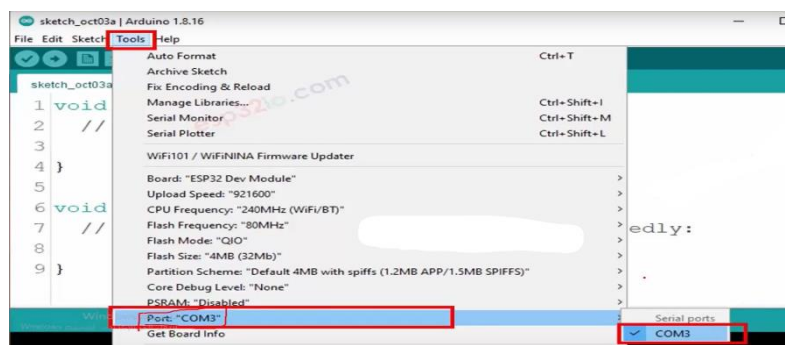 sketch_oct03a | Arduino 1.8.16
File Edit Sketch Tools Help
Auto Format Ctrl+T
Archive Sketch
sketch_oct03a
Fix Encoding & Reload
1 void
Manage Libraries... Ctrl+Shift+I
2 //
Serial Monitor Ctrl+Shift+M
Serial Plotter Ctrl+Shift+L
esp32io.com
3
WiFi101 / WiFiNINA Firmware Updater
4 }
Board: "ESP32 Dev Module"
5
Upload Speed: "921600"
6 void
CPU Frequency: "240MHz (WiFi/BT)"
7 //
Flash Frequency: "80MHz"
edly:
Flash Mode: "QIO"
8
Flash Size: "4MB (32Mb)"
9 }
Partition Scheme: "Default 4MB with spiffs (1.2MB APP/1.5MB SPIFFS)"
Core Debug Level: "None"
PSRAM: "Disabled"
Port: "COM3"
Serial ports
Get Board Info
COM3